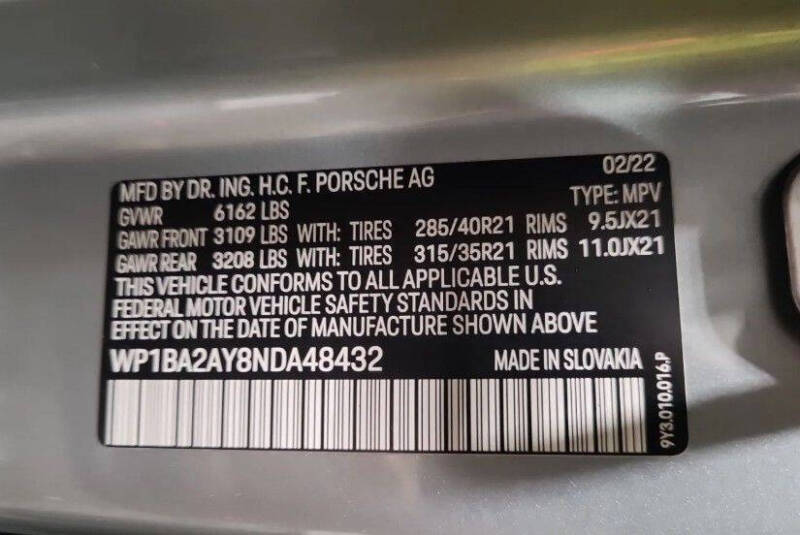 02/22
MFD BY DR. ING. H.C. F. PORSCHE AG
TYPE: MPV
GVWR 6162 LBS
GAWR FRONT 3109 LBS WITH: TIRES 285/40R21 RIMS 9.5JX21
GAWR REAR 3208 LBS WITH: TIRES 315/35R21 RIMS 11.0JX21
THIS VEHICLE CONFORMS TO ALL APPLICABLE U.S.
FEDERAL MOTOR VEHICLE SAFETY STANDARDS IN
EFFECT ON THE DATE OF MANUFACTURE SHOWN ABOVE
WP1BA2AY8NDA48432 MADE IN SLOVAKIA
9Y3.010.016.P